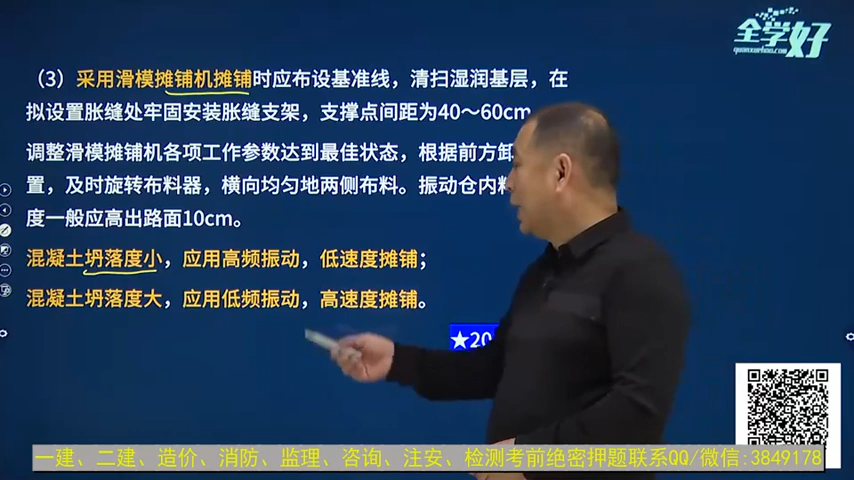 全学好
quanxuehao.com
（3）采用滑模摊铺机摊铺时应布设基准线，清扫湿润基层，在
拟设置胀缝处牢固安装胀缝支架，支撑点间距为40～60cm
调整滑模摊铺机各项工作参数达到最佳状态，根据前方卸
置，及时旋转布料器，横向均匀地两侧布料。振动仓内料
度一般应高出路面10cm。
混凝土坍落度小，应用高频振动，低速度摊铺；
混凝土坍落度大，应用低频振动，高速度摊铺。
★20
一建、二建、造价、消防、监理、咨询、注安、检测考前绝密押题联系QQ/微信:3849178